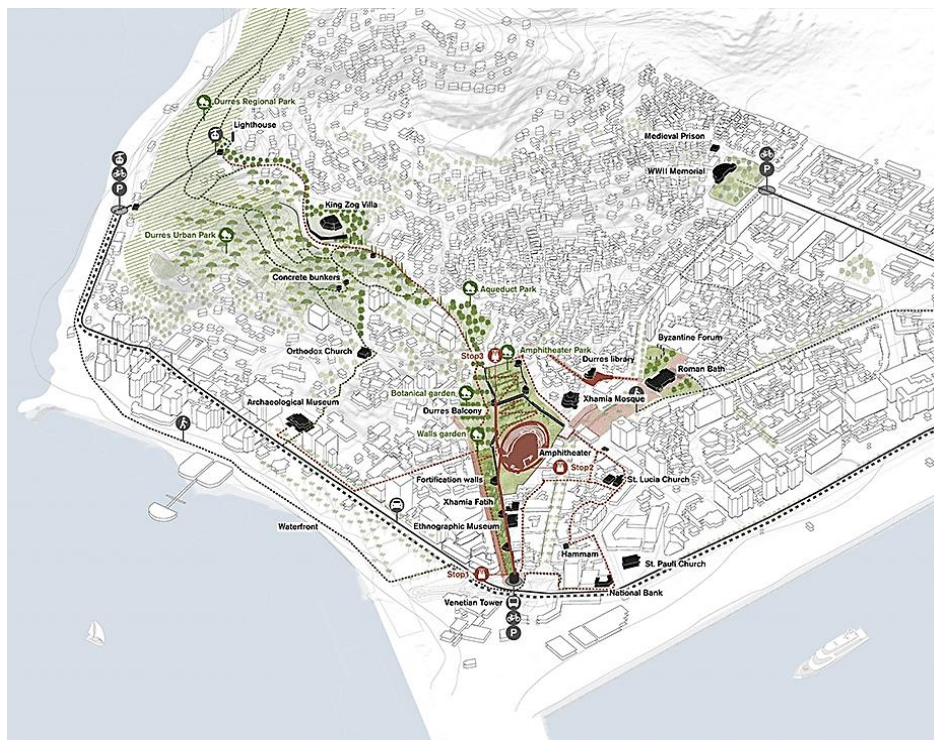 Durres Regional Park
Lighthouse
Medieval Prison
WWII Memorial
P
P
King Zog Villa
Durres Urban Park
Concrete bunkers
Aqueduct Park
Byzantine Forum
Stop3
Amphitheater Park
Durres library
Roman Bath
Orthodox Church
Botanical garden
Xhamia Mosque
Archaeological Museum
Durres Balcony
Walls garden
Amphitheater
Stop2
Fortification walls
St. Lucia Church
Xhamia Fatih
Waterfront
Ethnographic Museum
Hammam
St. Pauli Church
Stop1
National Bank
Venetian Tower
P